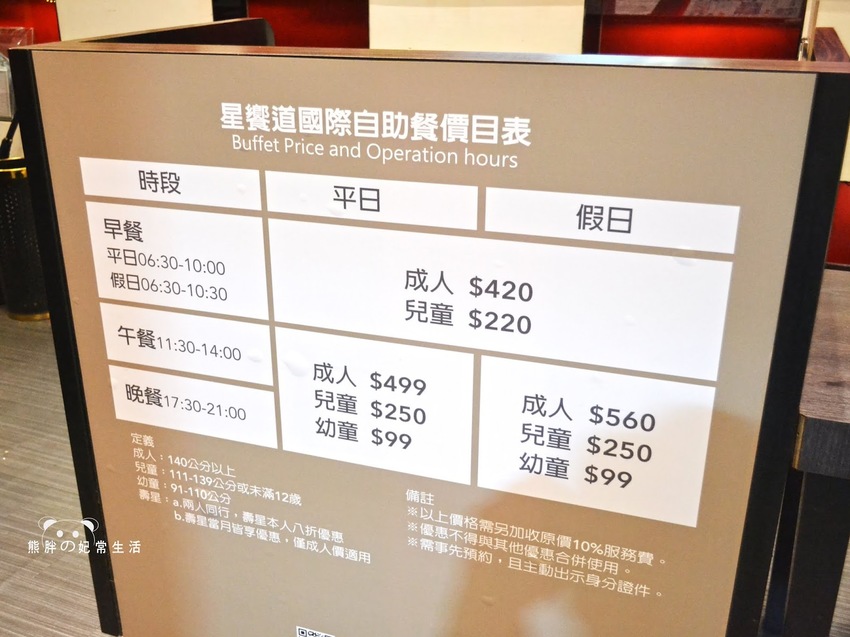 星饗道國際自助餐價目表
Buffet Price and Operation hours
時段
平日
假日
早餐
平日06:30-10:00
假日06:30-10:30
成人 $420
兒童 $220
午餐11:30-14:00
晚餐17:30-21:00
成人 $499
兒童 $250
幼童 $99
成人 $560
兒童 $250
幼童 $99
定義
成人：140公分以上
兒童：111-139公分或未滿12歲
幼童：91-110公分
壽星：a.兩人同行，壽星本人八折優惠
b.壽星當月皆享優惠，僅成人價適用
備註
※以上價格需另加收原價10%服務費。
※優惠不得與其他優惠合併使用。
※需事先預約，且主動出示身分證件。
熊胖の妃常生活